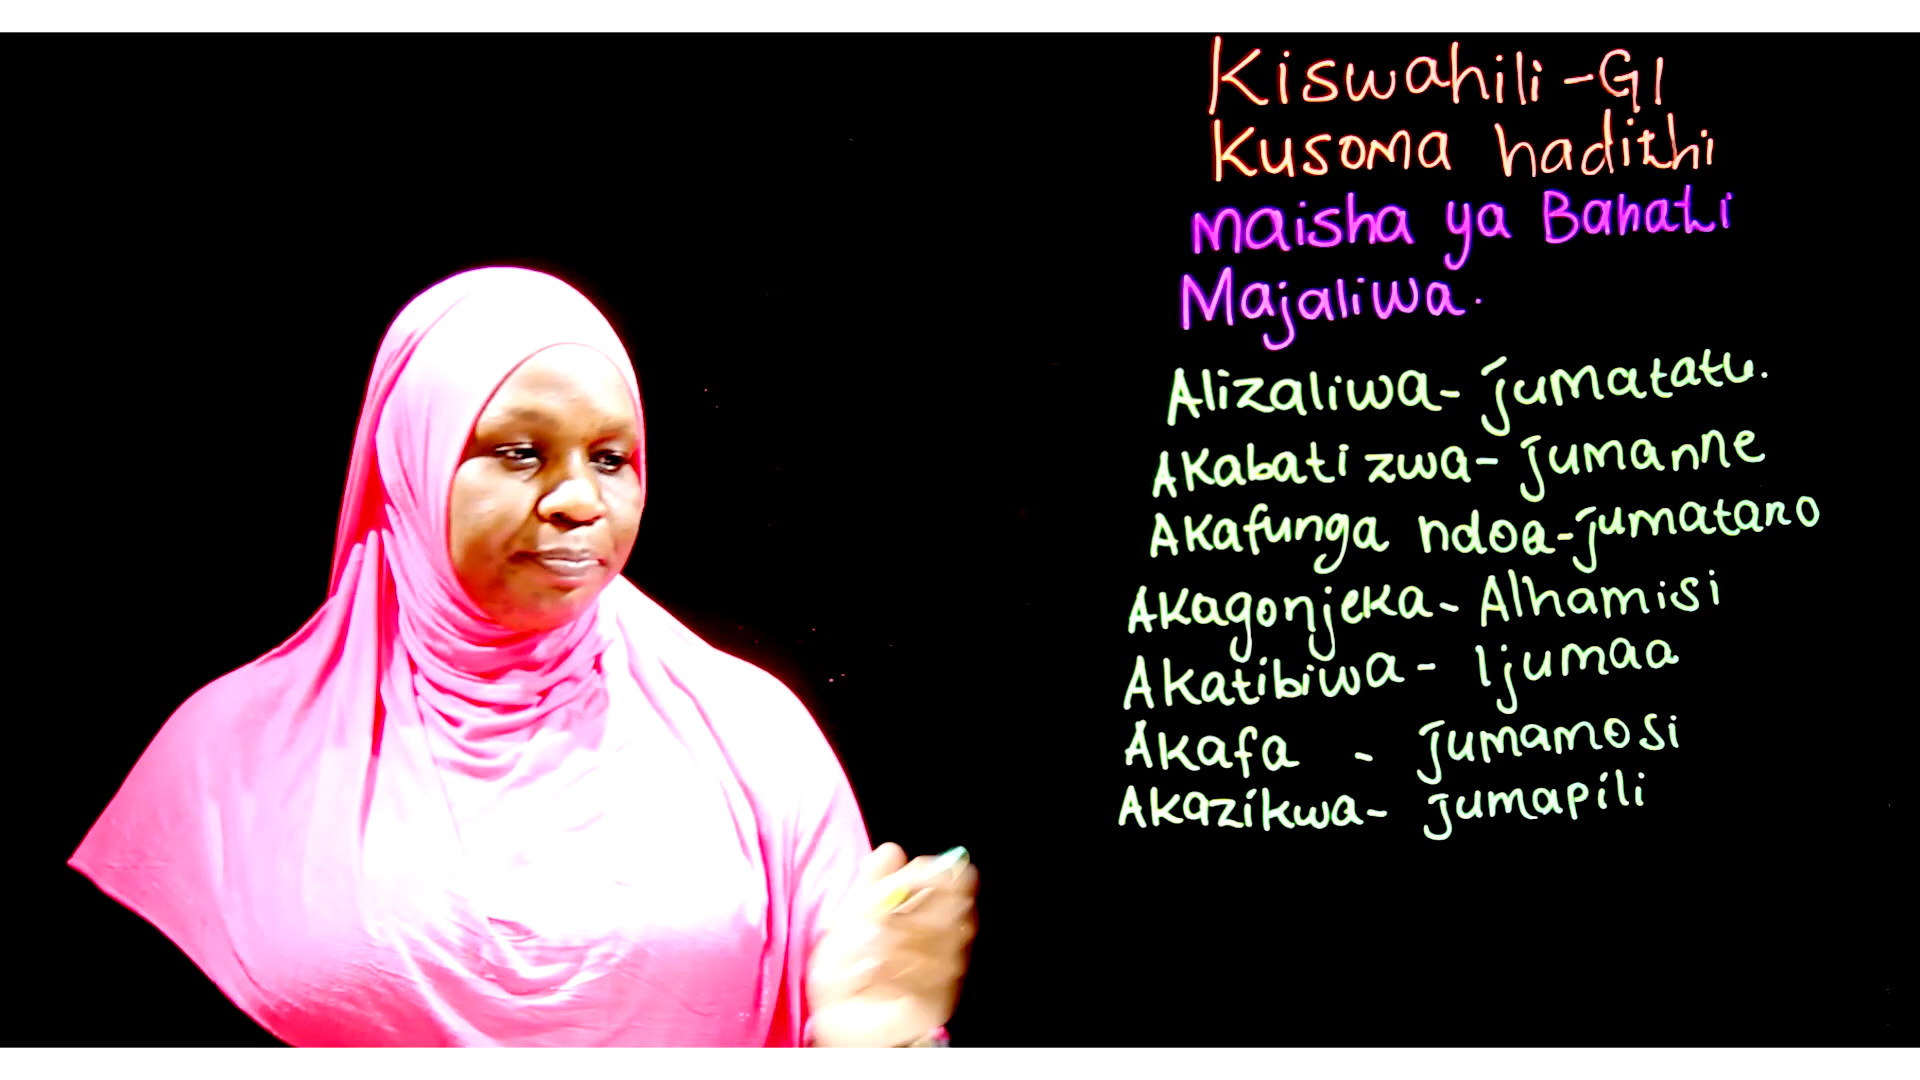 Kiswahili - G1
Kusoma hadithi
Maisha ya Bahati
Majaliwa.
Alizaliwa - jumatatu.
Akabatizwa - jumanne
Akafunga ndoa - jumatano
Akagonjeka - Alhamisi
Akatibiwa - Ijumaa
Akafa - jumamosi
Akazikwa - jumapili